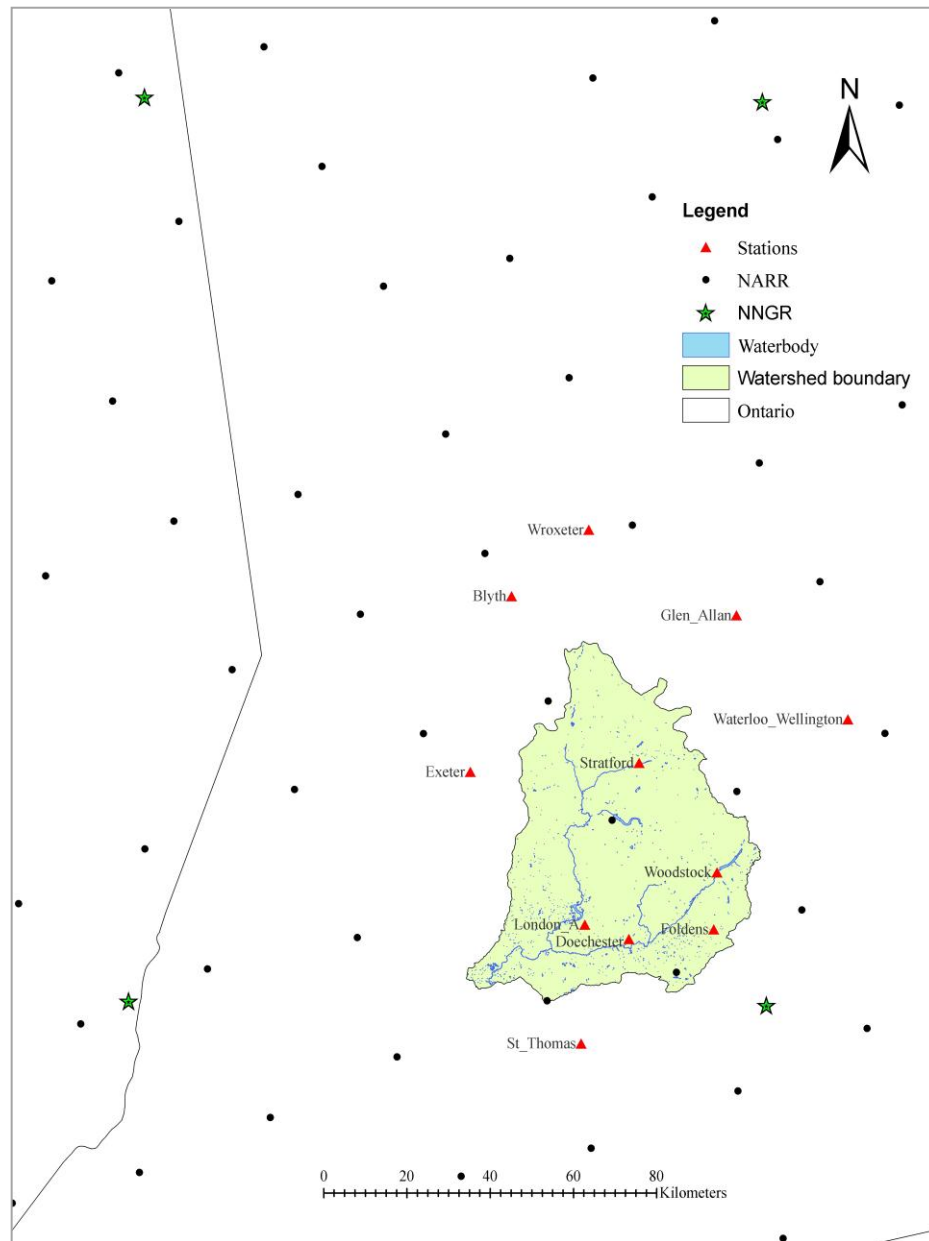 N
Legend
Stations
NARR
NNGR
Waterbody
Watershed boundary
Ontario
Wroxeter
Blyth
Glen_Allan
Waterloo_Wellington
Stratford
Exeter
Woodstock
London_A
Foldens
Doechester
St_Thomas
0 20 40 60 80
Kilometers